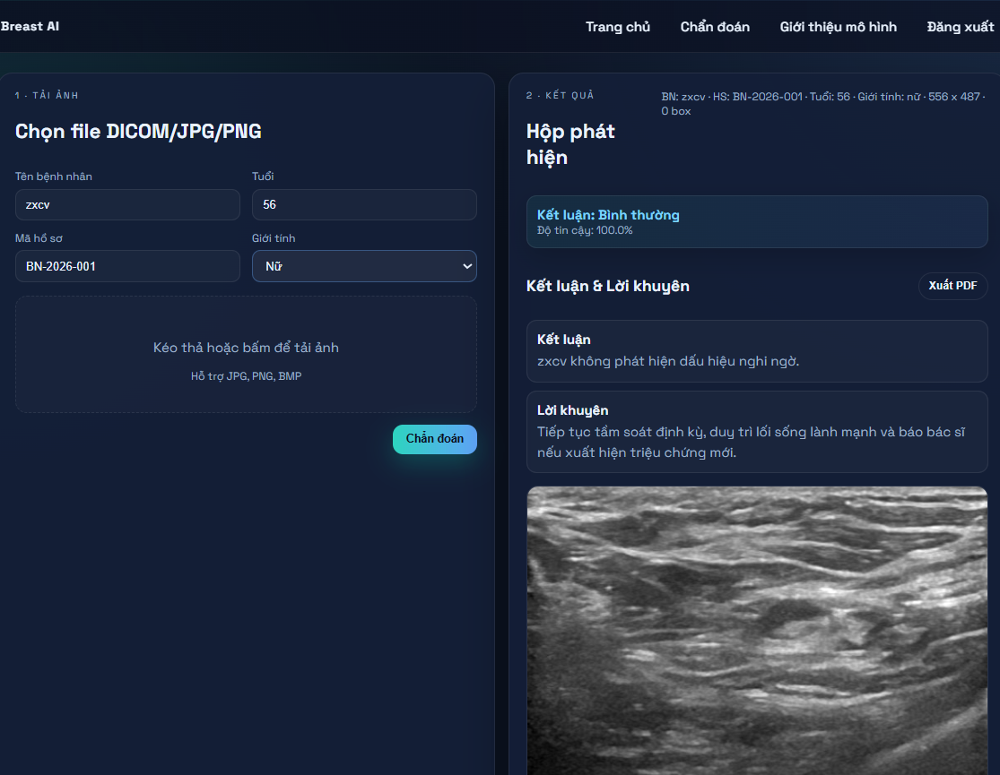 Breast AI
Trang chủ
Chẩn đoán
Giới thiệu mô hình
Đăng xuất
1 · TẢI ẢNH
Chọn file DICOM/JPG/PNG
Tên bệnh nhân
Tuổi
zxcv
56
Mã hồ sơ
Giới tính
BN-2026-001
Nữ
Kéo thả hoặc bấm để tải ảnh
Hỗ trợ JPG, PNG, BMP
Chẩn đoán
2 · KẾT QUẢ
BN: zxcv · HS: BN-2026-001 · Tuổi: 56 · Giới tính: nữ · 556 x 487 ·
0 box
Hộp phát
hiện
Kết luận: Bình thường
Độ tin cậy: 100.0%
Kết luận & Lời khuyên
Xuất PDF
Kết luận
zxcv không phát hiện dấu hiệu nghi ngờ.
Lời khuyên
Tiếp tục tầm soát định kỳ, duy trì lối sống lành mạnh và báo bác sĩ
nếu xuất hiện triệu chứng mới.